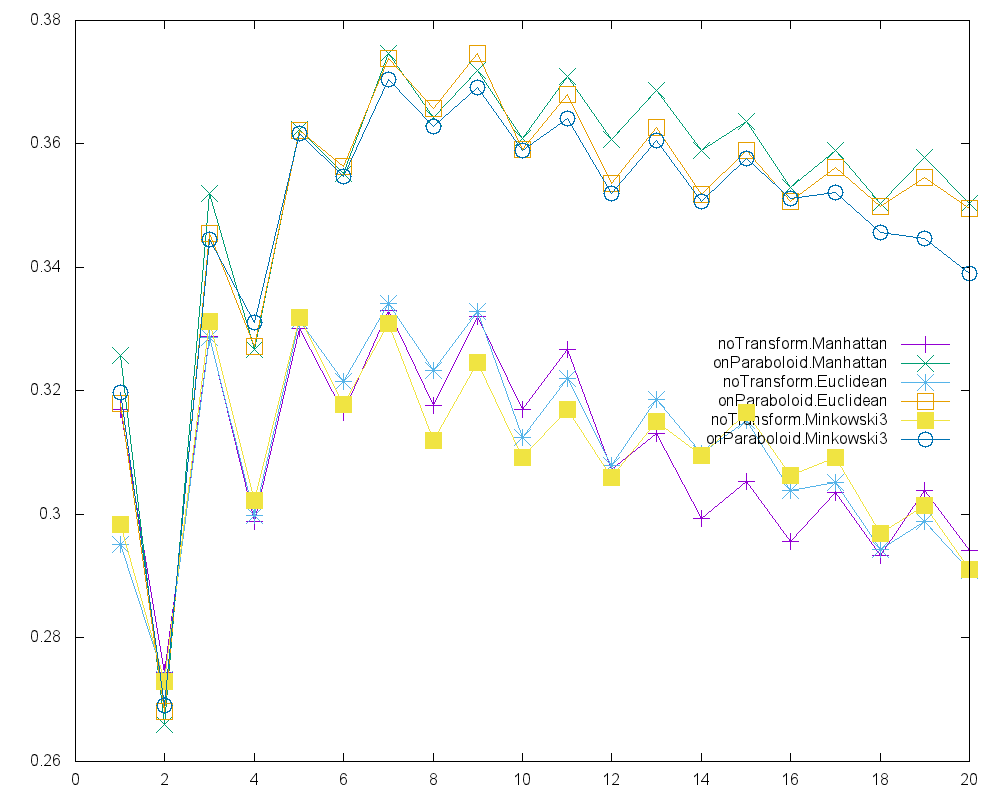 0.38
0.36
0.34
0.32
0.3
0.28
0.26
noTransform.Manhattan
onParaboloid.Manhattan
noTransform.Euclidean
onParaboloid.Euclidean
noTransform.Minkowski3
onParaboloid.Minkowski3
0 2 4 6 8 10 12 14 16 18 20